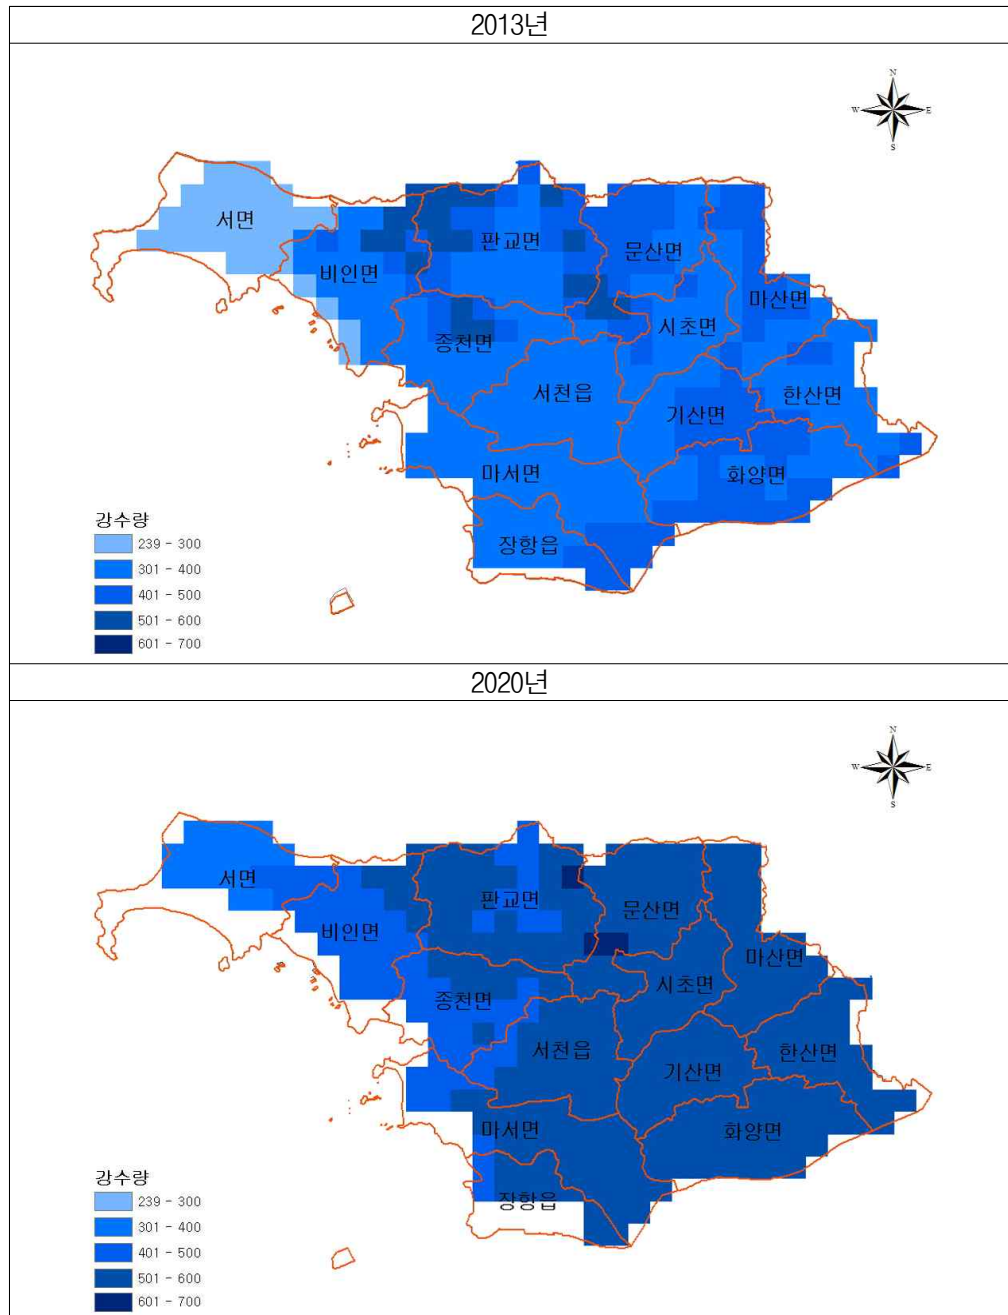 2013년
N
W E
S
서면
판교면
문산면
비인면
마산면
시초면
종천면
서천읍
한산면
기산면
마서면
화양면
장항읍
강수량
239 - 300
301 - 400
401 - 500
501 - 600
601 - 700
2020년
N
W E
S
서면
판교면
문산면
비인면
마산면
시초면
종천면
서천읍
한산면
기산면
마서면
화양면
장항읍
강수량
239 - 300
301 - 400
401 - 500
501 - 600
601 - 700